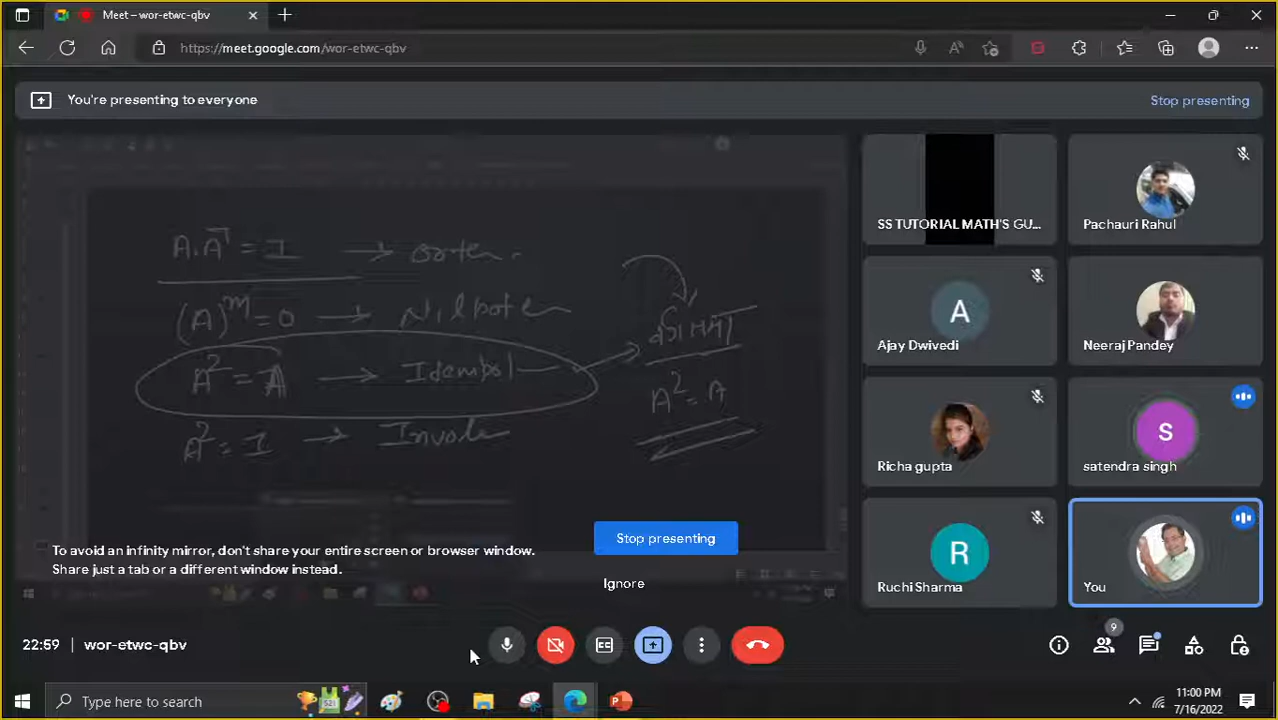 Meet – wor-etwc-qbv
https://meet.google.com/wor-etwc-qbv
You're presenting to everyone
Stop presenting
SS TUTORIAL MATH'S GU...
Pachauri Rahul
A.Aᵀ = I → orten.
(A)ᵐ = 0 → Nilpoten
A² = A → Idempol
A² = A
A² = I → Invole
A
Ajay Dwivedi
Neeraj Pandey
Richa gupta
S
satendra singh
To avoid an infinity mirror, don't share your entire screen or browser window.
Share just a tab or a different window instead.
Stop presenting
Ignore
R
Ruchi Sharma
You
22:59 | wor-etwc-qbv
CC
9
Type here to search
11:00 PM
7/16/2022